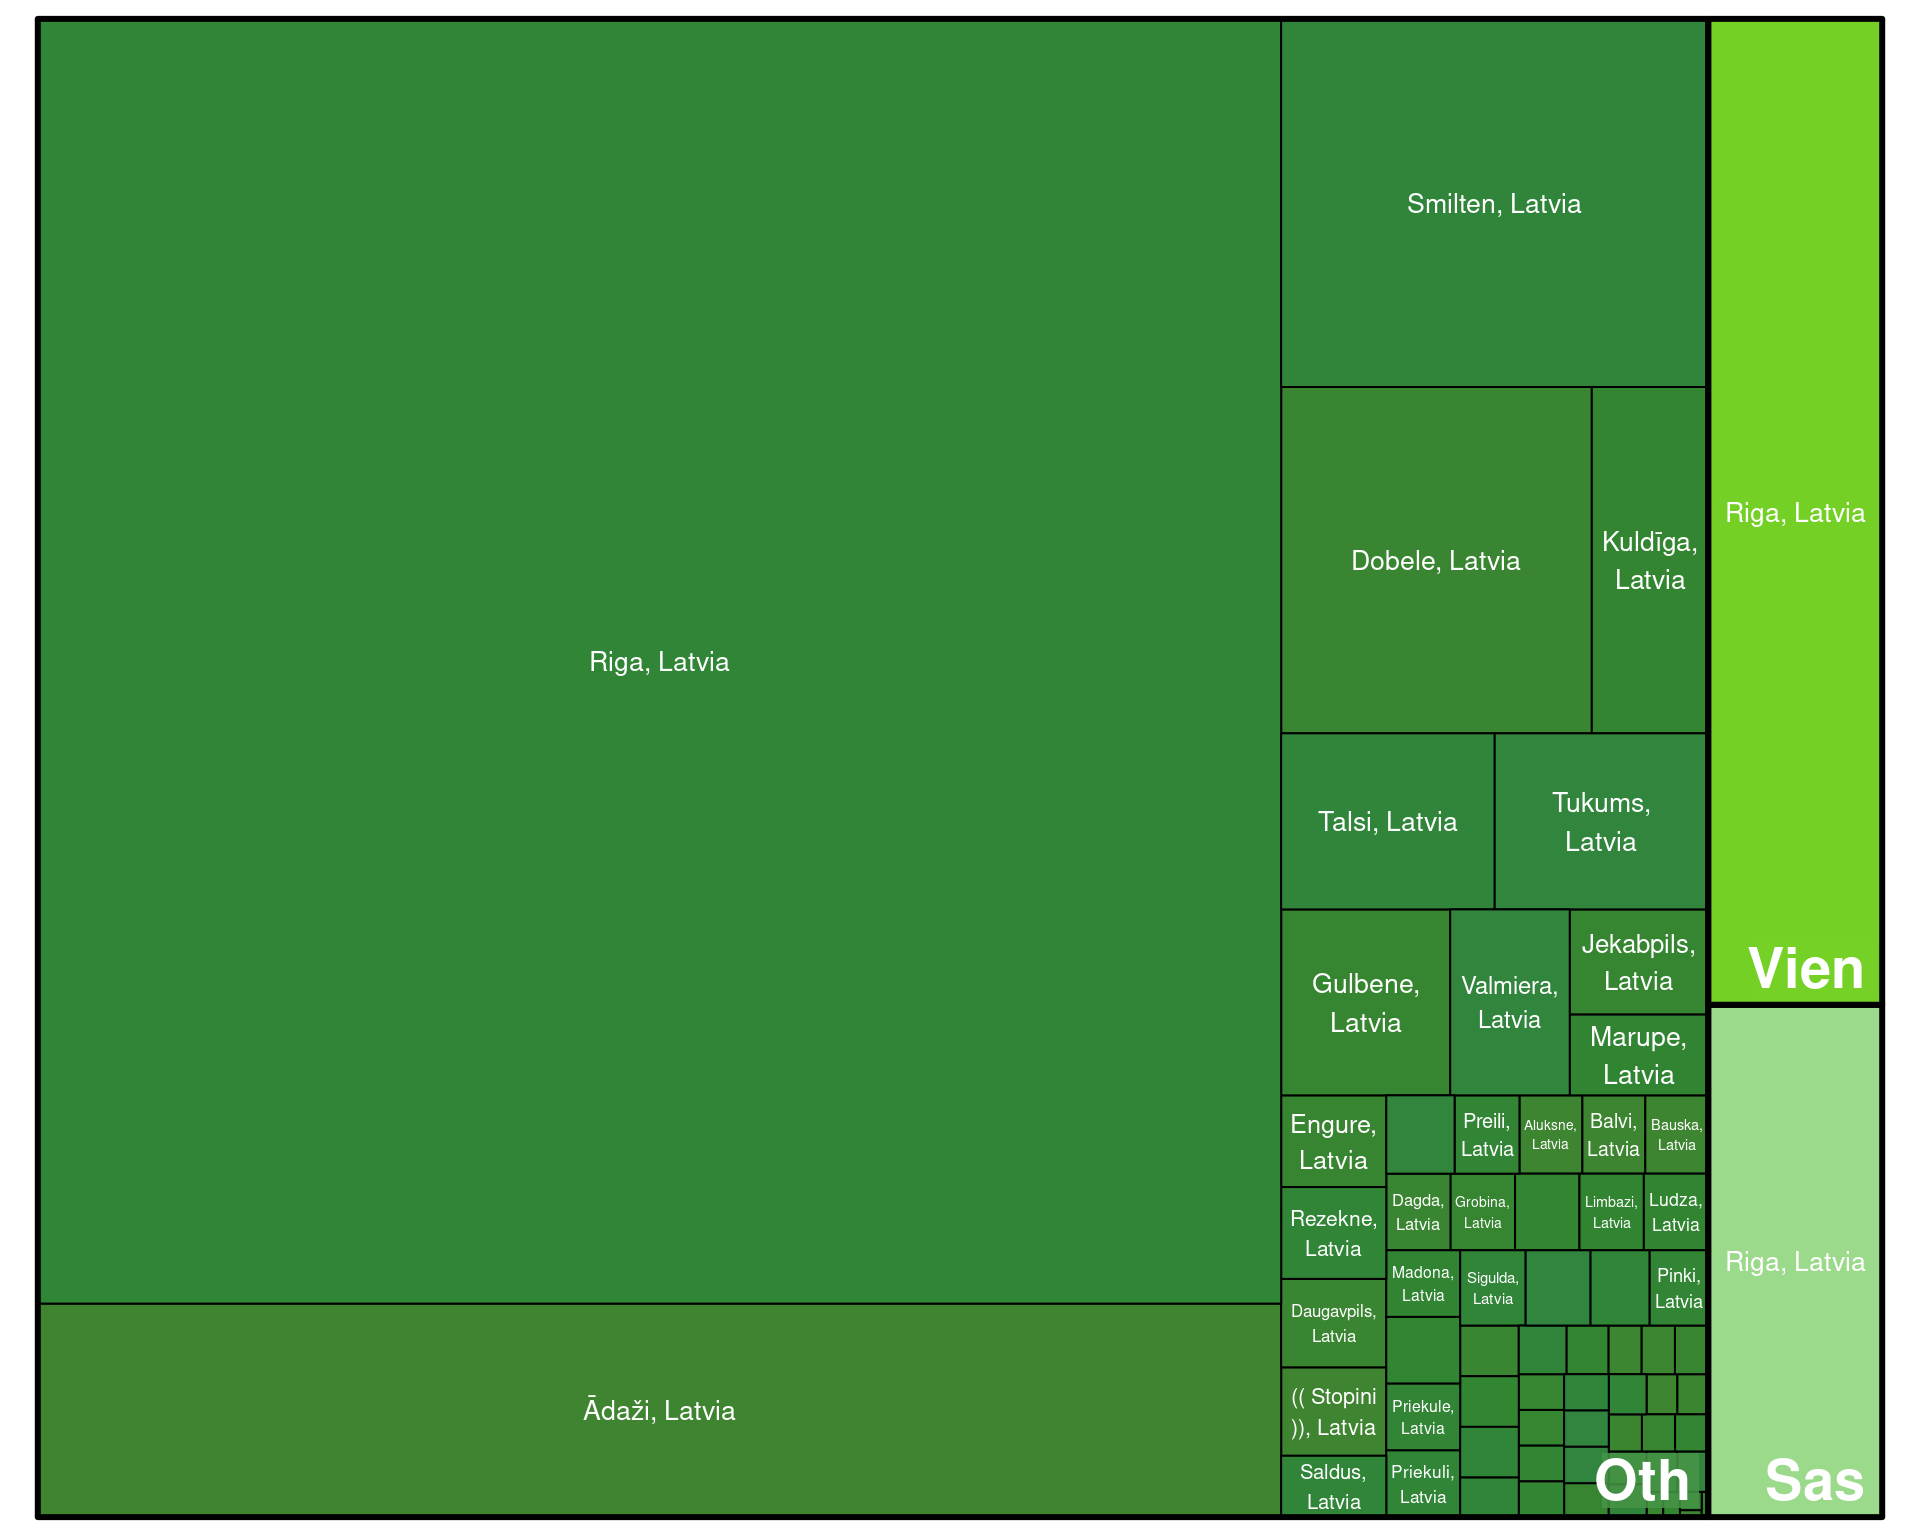 Riga, Latvia
Ādaži, Latvia
Smilten, Latvia
Dobele, Latvia
Kuldīga,
Latvia
Talsi, Latvia
Tukums,
Latvia
Gulbene,
Latvia
Valmiera,
Latvia
Jekabpils,
Latvia
Marupe,
Latvia
Engure,
Latvia
Rezekne,
Latvia
Daugavpils,
Latvia
(( Stopini
)), Latvia
Saldus,
Latvia
Preili,
Latvia
Aluksne,
Latvia
Balvi,
Latvia
Bauska,
Latvia
Dagda,
Latvia
Grobina,
Latvia
Limbazi,
Latvia
Ludza,
Latvia
Madona,
Latvia
Sigulda,
Latvia
Pinki,
Latvia
Priekule,
Latvia
Priekuli,
Latvia
Oth
Riga, Latvia
Vien
Riga, Latvia
Sas